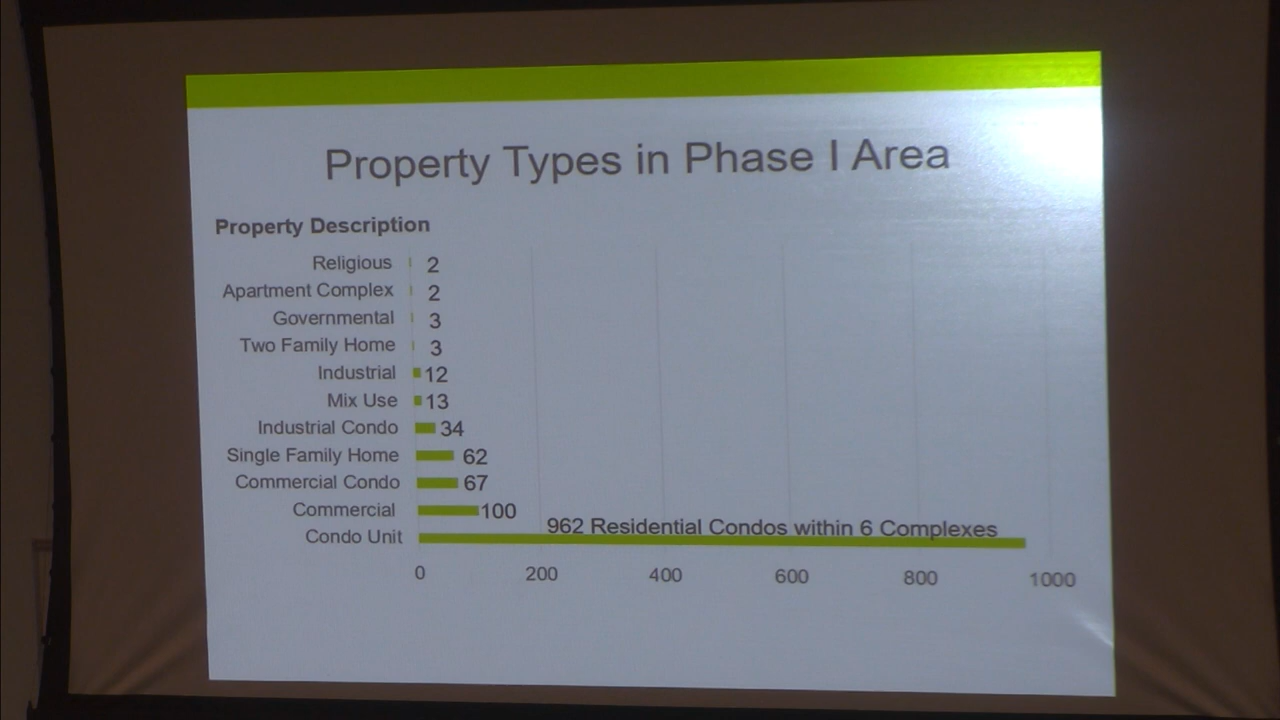 Property Types in Phase I Area
Property Description
Religious 2
Apartment Complex 2
Governmental 3
Two Family Home 3
Industrial 12
Mix Use 13
Industrial Condo 34
Single Family Home 62
Commercial Condo 67
Commercial 100
962 Residential Condos within 6 Complexes
Condo Unit
0 200 400 600 800 1000